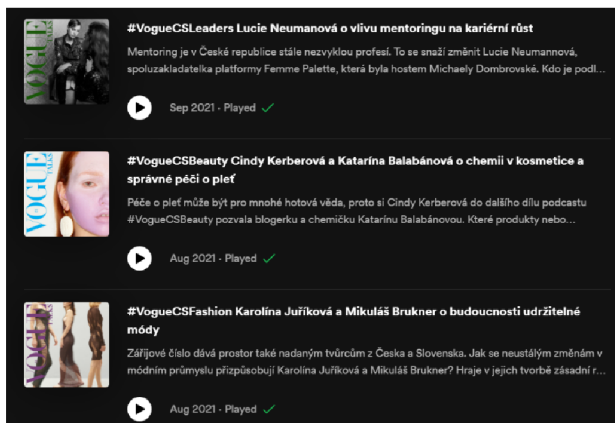 VOGUE
TALKS
#VogueCSLeaders Lucie Neumanová o vlivu mentoringu na kariérní růst
Mentoring je v České republice stále nezvyklou profesí. To se snaží změnit Lucie Neumannová,
spoluzakladatelka platformy Femme Palette, která byla hostem Michaely Dombrovské. Kdo je podl...
Sep 2021 · Played
VOGUE
TALKS
#VogueCSBeauty Cindy Kerberová a Katarína Balabánová o chemii v kosmetice a
správné péči o pleť
Péče o pleť může být pro mnohé hotová věda, proto si Cindy Kerberová do dalšího dílu podcastu
#VogueCSBeauty pozvala blogerku a chemičku Katarínu Balabánovou. Které produkty nebo...
Aug 2021 · Played
VOGUE
TALKS
#VogueCSFashion Karolína Juříková a Mikuláš Brukner o budoucnosti udržitelné
módy
Zářijové číslo dává prostor také nadaným tvůrcům z Česka a Slovenska. Jak se neustálým změnám v
módním průmyslu přizpůsobují Karolína Juříková a Mikuláš Brukner? Hraje v jejich tvorbě zásadní r...
Aug 2021 · Played